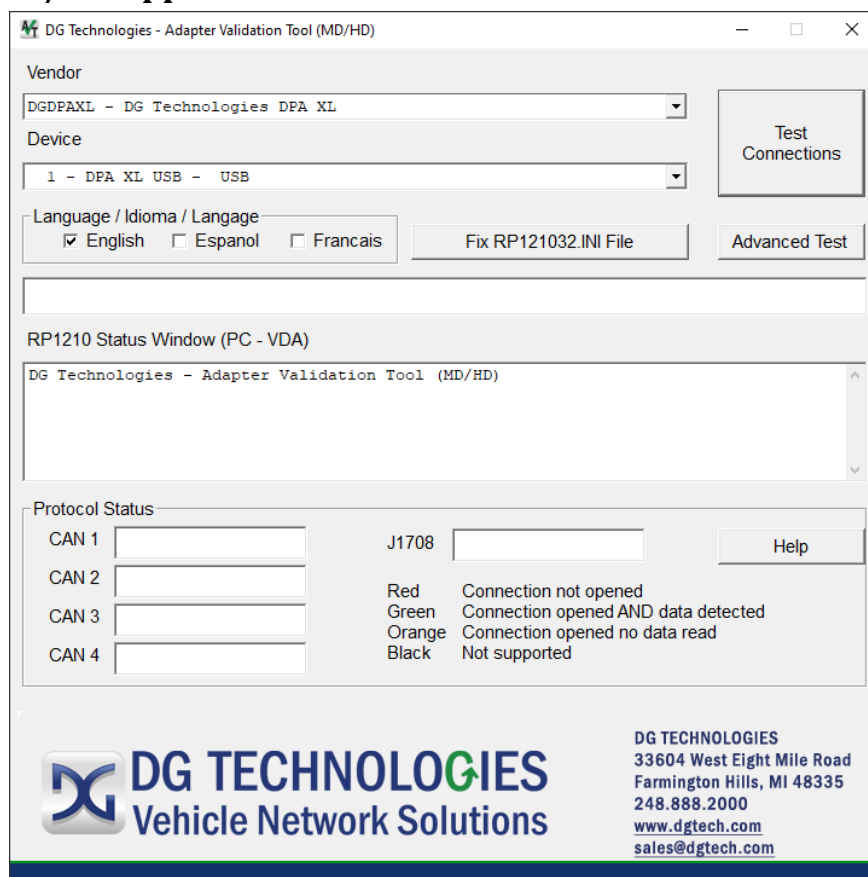 DG Technologies - Adapter Validation Tool (MD/HD)
Vendor
DGDPAXL - DG Technologies DPA XL
Test
Connections
Device
1 - DPA XL USB - USB
Language / Idioma / Langage
English Espanol Francais
Fix RP121032.INI File
Advanced Test
RP1210 Status Window (PC - VDA)
DG Technologies - Adapter Validation Tool (MD/HD)
Protocol Status
CAN 1
CAN 2
CAN 3
CAN 4
J1708
Help
Red Connection not opened
Green Connection opened AND data detected
Orange Connection opened no data read
Black Not supported
DG TECHNOLOGIES
Vehicle Network Solutions
DG TECHNOLOGIES
33604 West Eight Mile Road
Farmington Hills, MI 48335
248.888.2000
www.dgtech.com
sales@dgtech.com